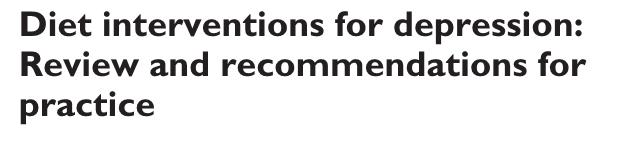 Diet interventions for depression:
Review and recommendations for
practice